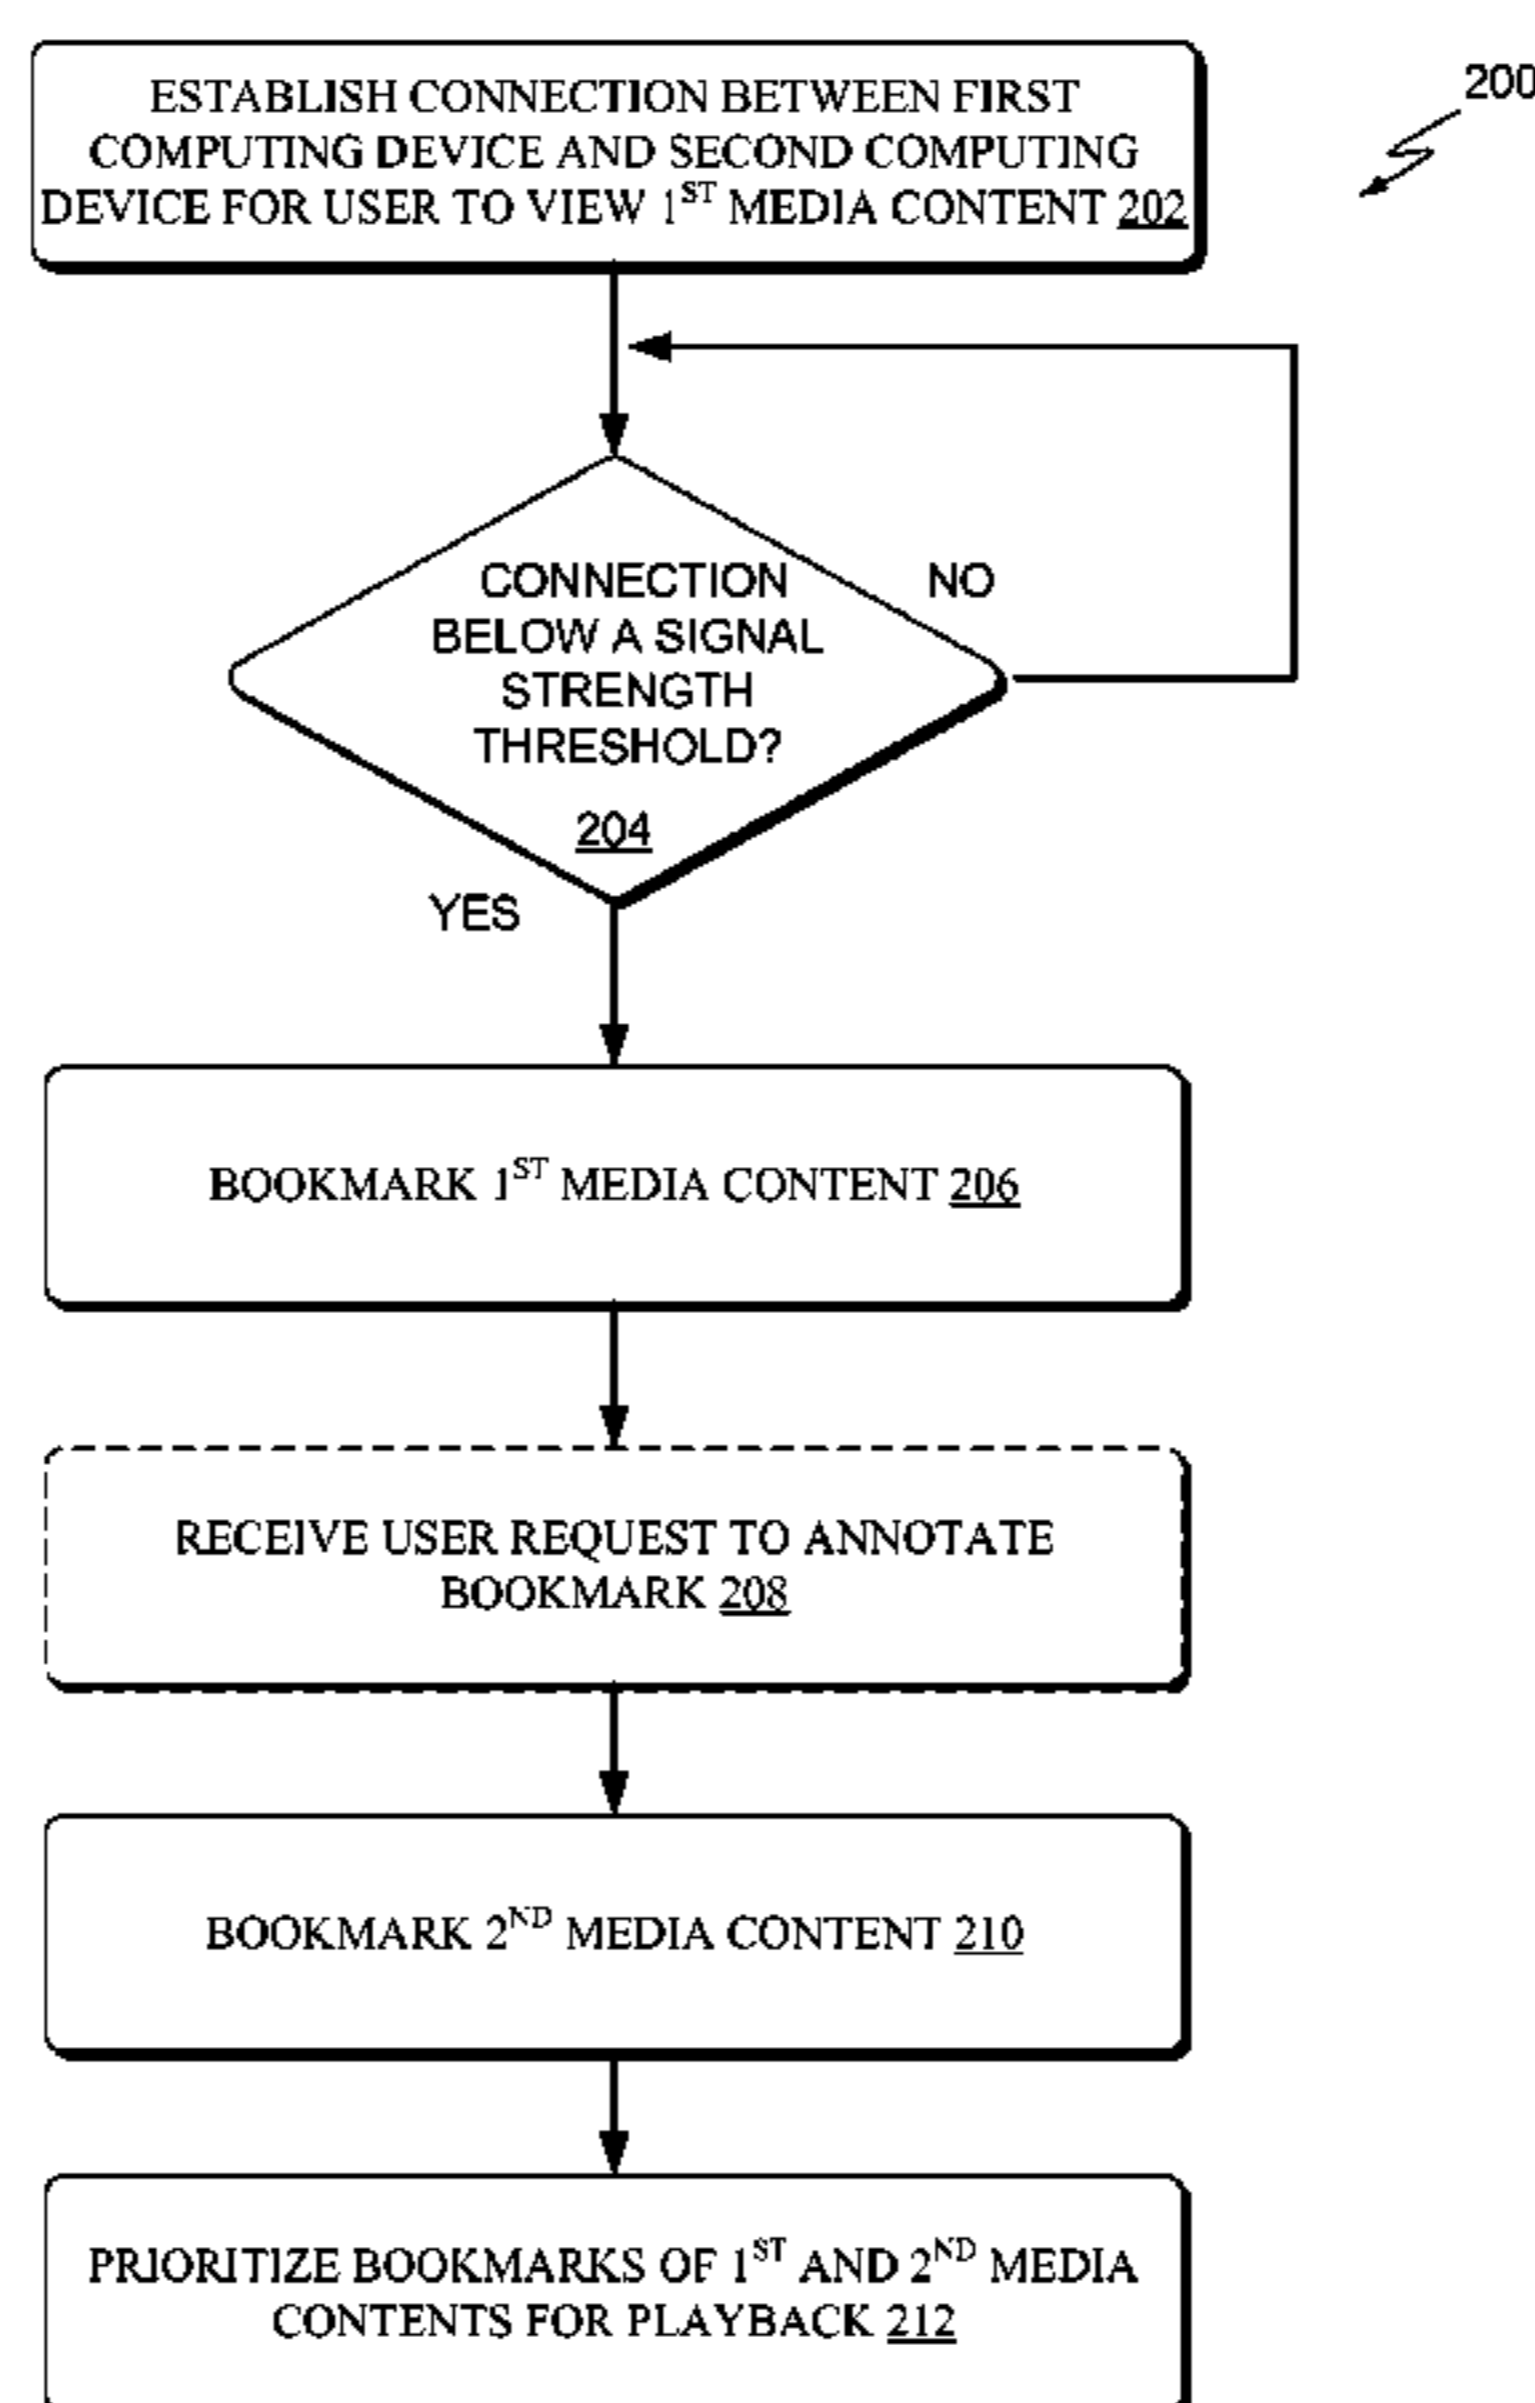 200
ESTABLISH CONNECTION BETWEEN FIRST
COMPUTING DEVICE AND SECOND COMPUTING
DEVICE FOR USER TO VIEW 1ST MEDIA CONTENT 202
CONNECTION
BELOW A SIGNAL
STRENGTH
THRESHOLD?
204
NO
YES
BOOKMARK 1ST MEDIA CONTENT 206
RECEIVE USER REQUEST TO ANNOTATE
BOOKMARK 208
BOOKMARK 2ND MEDIA CONTENT 210
PRIORITIZE BOOKMARKS OF 1ST AND 2ND MEDIA
CONTENTS FOR PLAYBACK 212